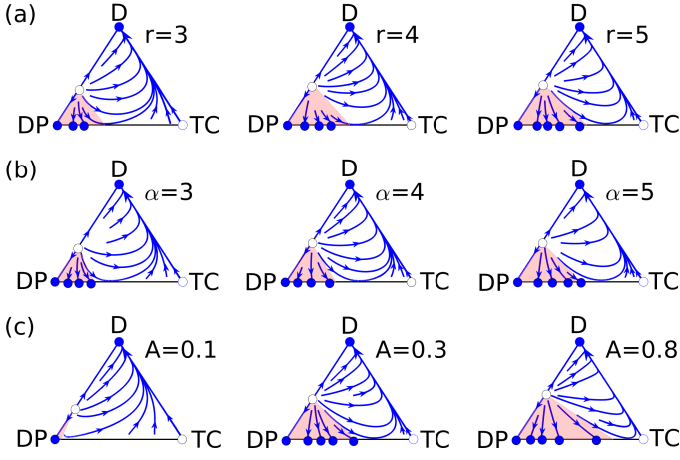 (a)
D
r=3
DP
TC
D
r=4
DP
TC
D
r=5
DP
TC
(b)
D
α=3
DP
TC
D
α=4
DP
TC
D
α=5
DP
TC
(c)
D
A=0.1
DP
TC
D
A=0.3
DP
TC
D
A=0.8
DP
TC